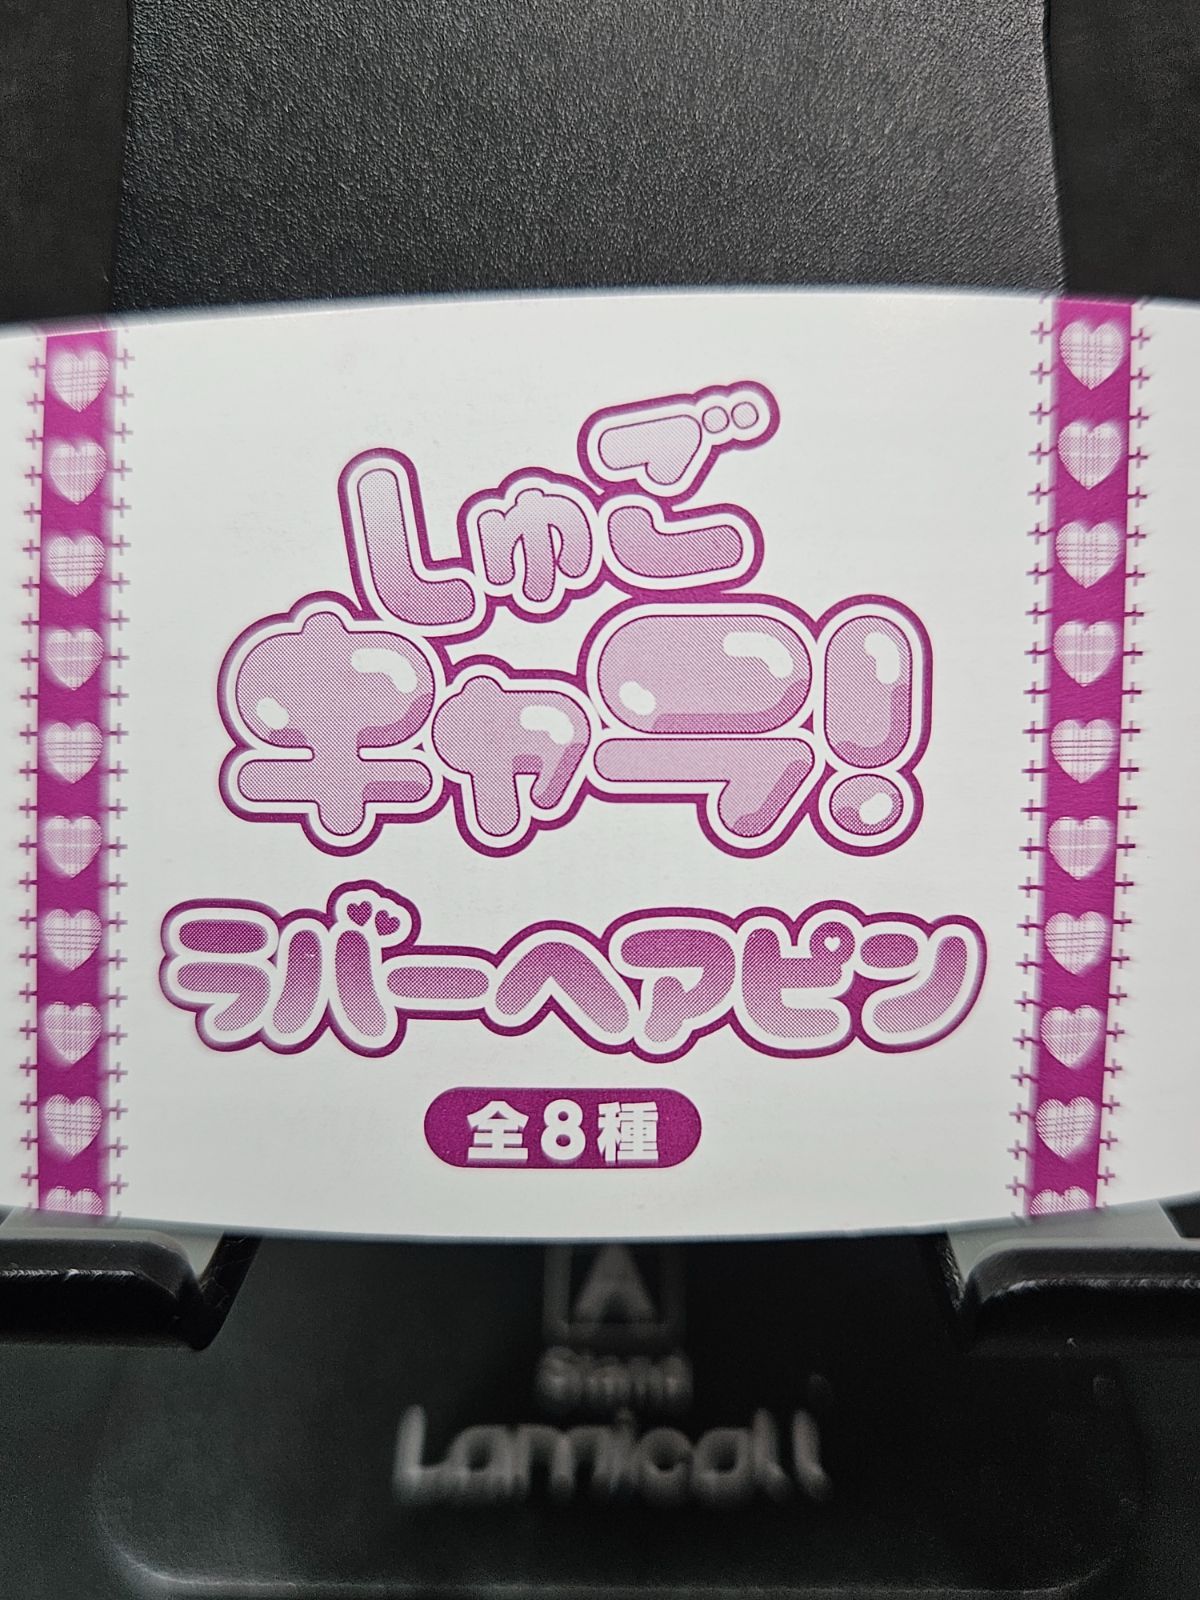 しゅご
キャラ!
ラバーヘアピン
全8種
Stand
Lamicall